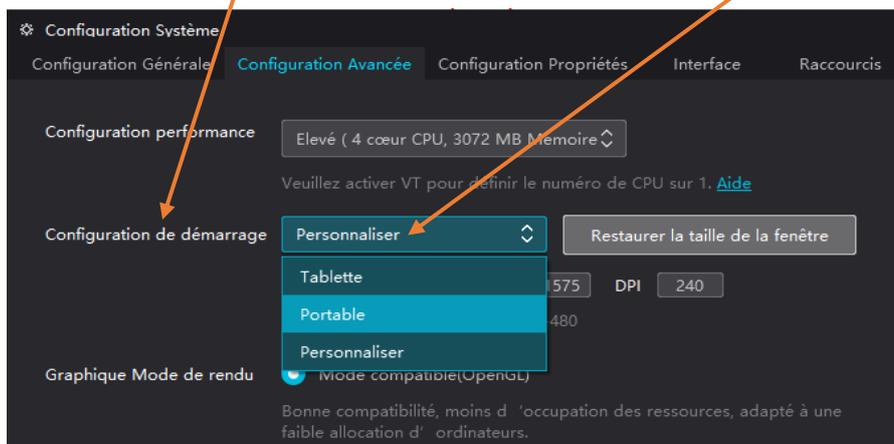 Configuration Système
Configuration Générale Configuration Avancée Configuration Propriétés Interface Raccourcis
Configuration performance Elevé ( 4 cœur CPU, 3072 MB Memoire
Veuillez activer VT pour définir le numéro de CPU sur 1. Aide
Configuration de démarrage Personnaliser Restaurer la taille de la fenêtre
Tablette
1575 DPI 240
Portable
480
Personnaliser
Graphique Mode de rendu Mode compatible(OpenGL)
Bonne compatibilité, moins d 'occupation des ressources, adapté à une
faible allocation d' ordinateurs.